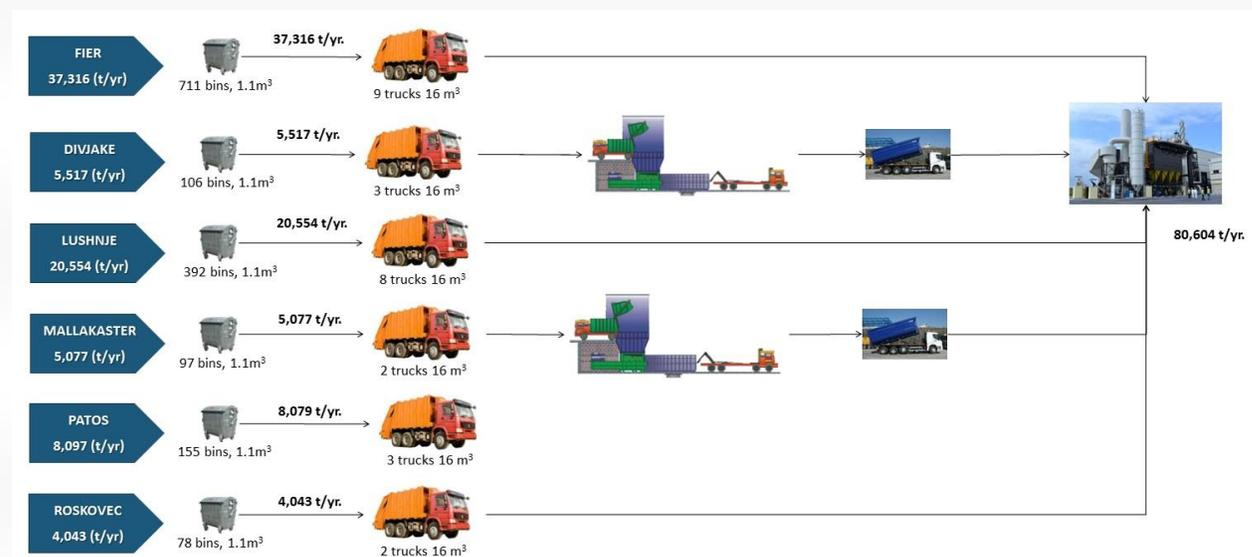 FIER
37,316 (t/yr)
37,316 t/yr.
711 bins, 1.1m³
9 trucks 16 m³
DIVJAKE
5,517 (t/yr)
5,517 t/yr.
106 bins, 1.1m³
3 trucks 16 m³
LUSHNJE
20,554 (t/yr)
20,554 t/yr.
392 bins, 1.1m³
8 trucks 16 m³
80,604 t/yr.
MALLAKASTER
5,077 (t/yr)
5,077 t/yr.
97 bins, 1.1m³
2 trucks 16 m³
PATOS
8,097 (t/yr)
8,079 t/yr.
155 bins, 1.1m³
3 trucks 16 m³
ROSKOVEC
4,043 (t/yr)
4,043 t/yr.
78 bins, 1.1m³
2 trucks 16 m³